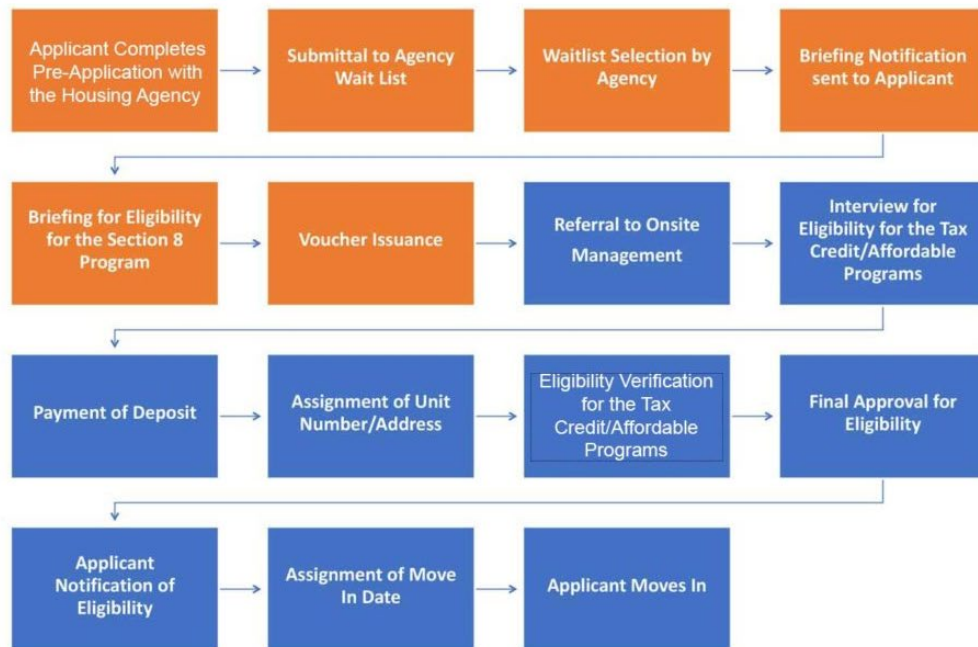 Applicant Completes
Pre-Application with
the Housing Agency
Submittal to Agency
Wait List
Waitlist Selection by
Agency
Briefing Notification
sent to Applicant
Briefing for Eligibility
for the Section 8
Program
Voucher Issuance
Referral to Onsite
Management
Interview for
Eligibility for the Tax
Credit/Affordable
Programs
Payment of Deposit
Assignment of Unit
Number/Address
Eligibility Verification
for the Tax
Credit/Affordable
Programs
Final Approval for
Eligibility
Applicant
Notification of
Eligibility
Assignment of Move
In Date
Applicant Moves In